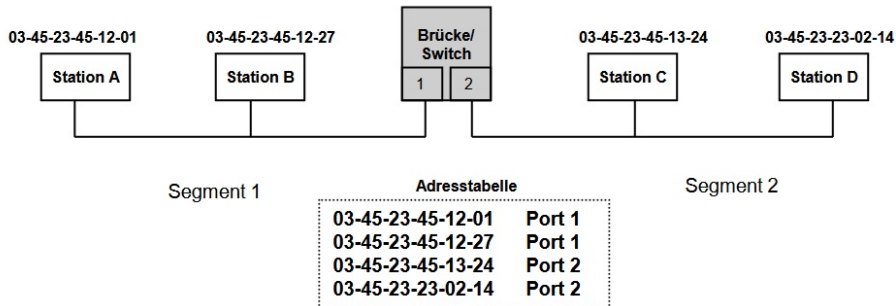 03-45-23-45-12-01
Station A
03-45-23-45-12-27
Station B
Brücke/
Switch
1 2
03-45-23-45-13-24
Station C
03-45-23-23-02-14
Station D
Segment 1
Segment 2
Adresstabelle
03-45-23-45-12-01 Port 1
03-45-23-45-12-27 Port 1
03-45-23-45-13-24 Port 2
03-45-23-23-02-14 Port 2